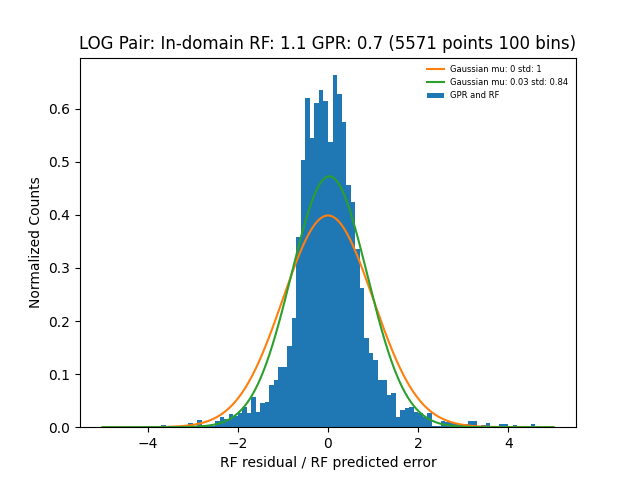 LOG Pair: In-domain RF: 1.1 GPR: 0.7 (5571 points 100 bins)
Gaussian mu: 0 std: 1
Gaussian mu: 0.03 std: 0.84
GPR and RF
Normalized Counts
0.6
0.5
0.4
0.3
0.2
0.1
0.0
−4 −2 0 2 4
RF residual / RF predicted error